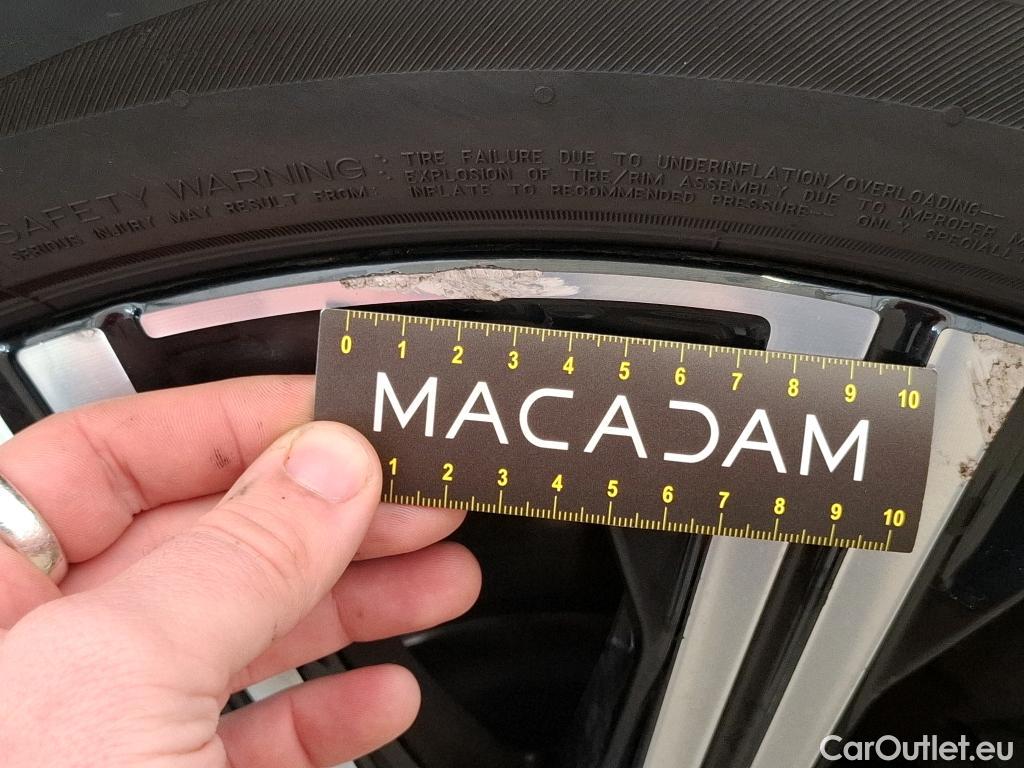 SAFETY WARNING : TIRE FAILURE DUE TO UNDERINFLATION/OVERLOADING--
SERIOUS INJURY MAY RESULT FROM: EXPLOSION OF TIRE/RIM ASSEMBLY DUE TO IMPROPER M
INFLATE TO RECOMMENDED PRESSURE--- ONLY SPECIALLY
0 1 2 3 4 5 6 7 8 9 10
MACADAM
1 2 3 4 5 6 7 8 9 10
CarOutlet.eu